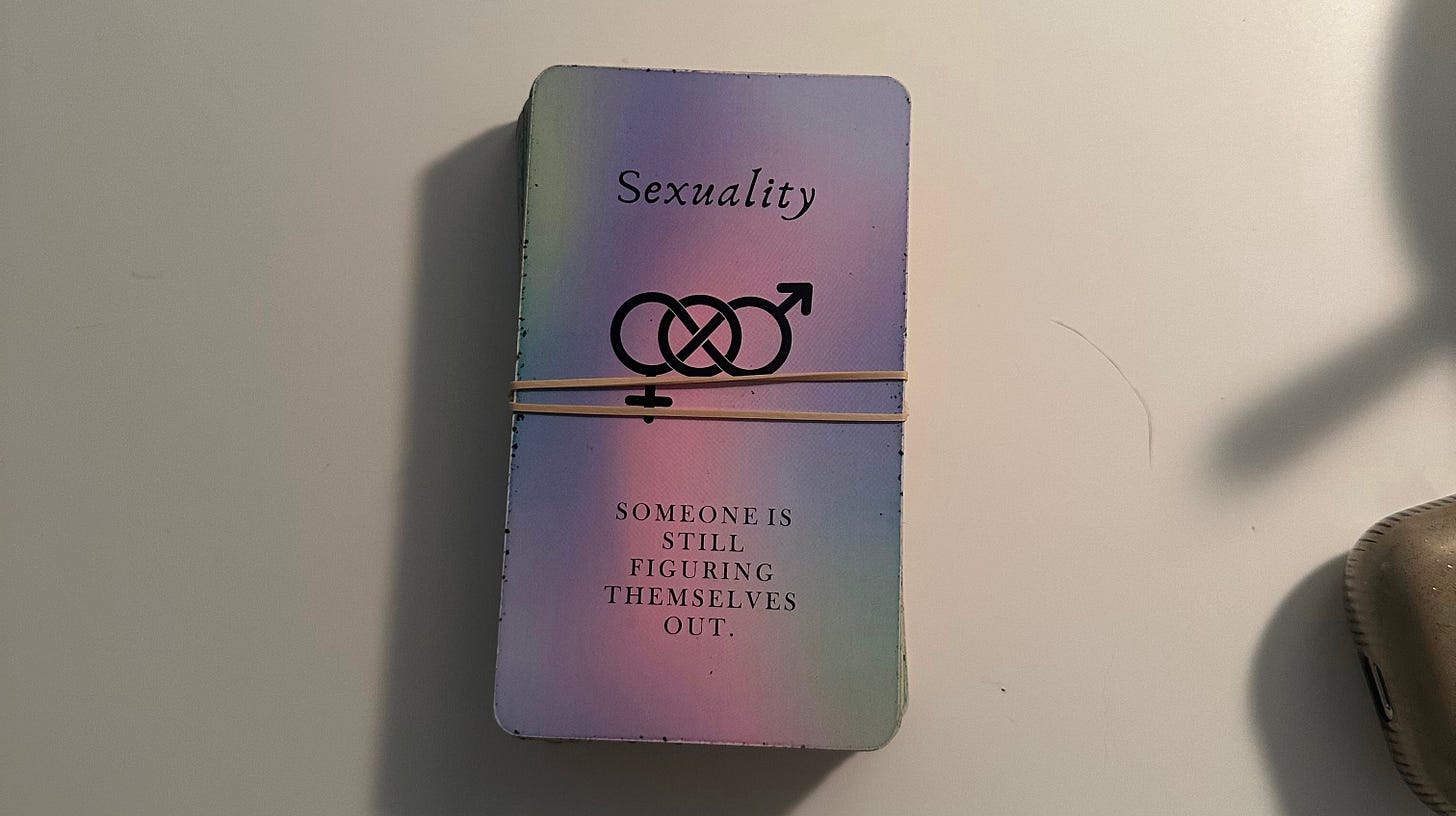 Sexuality
SOMEONE IS
STILL
FIGURING
THEMSELVES
OUT.